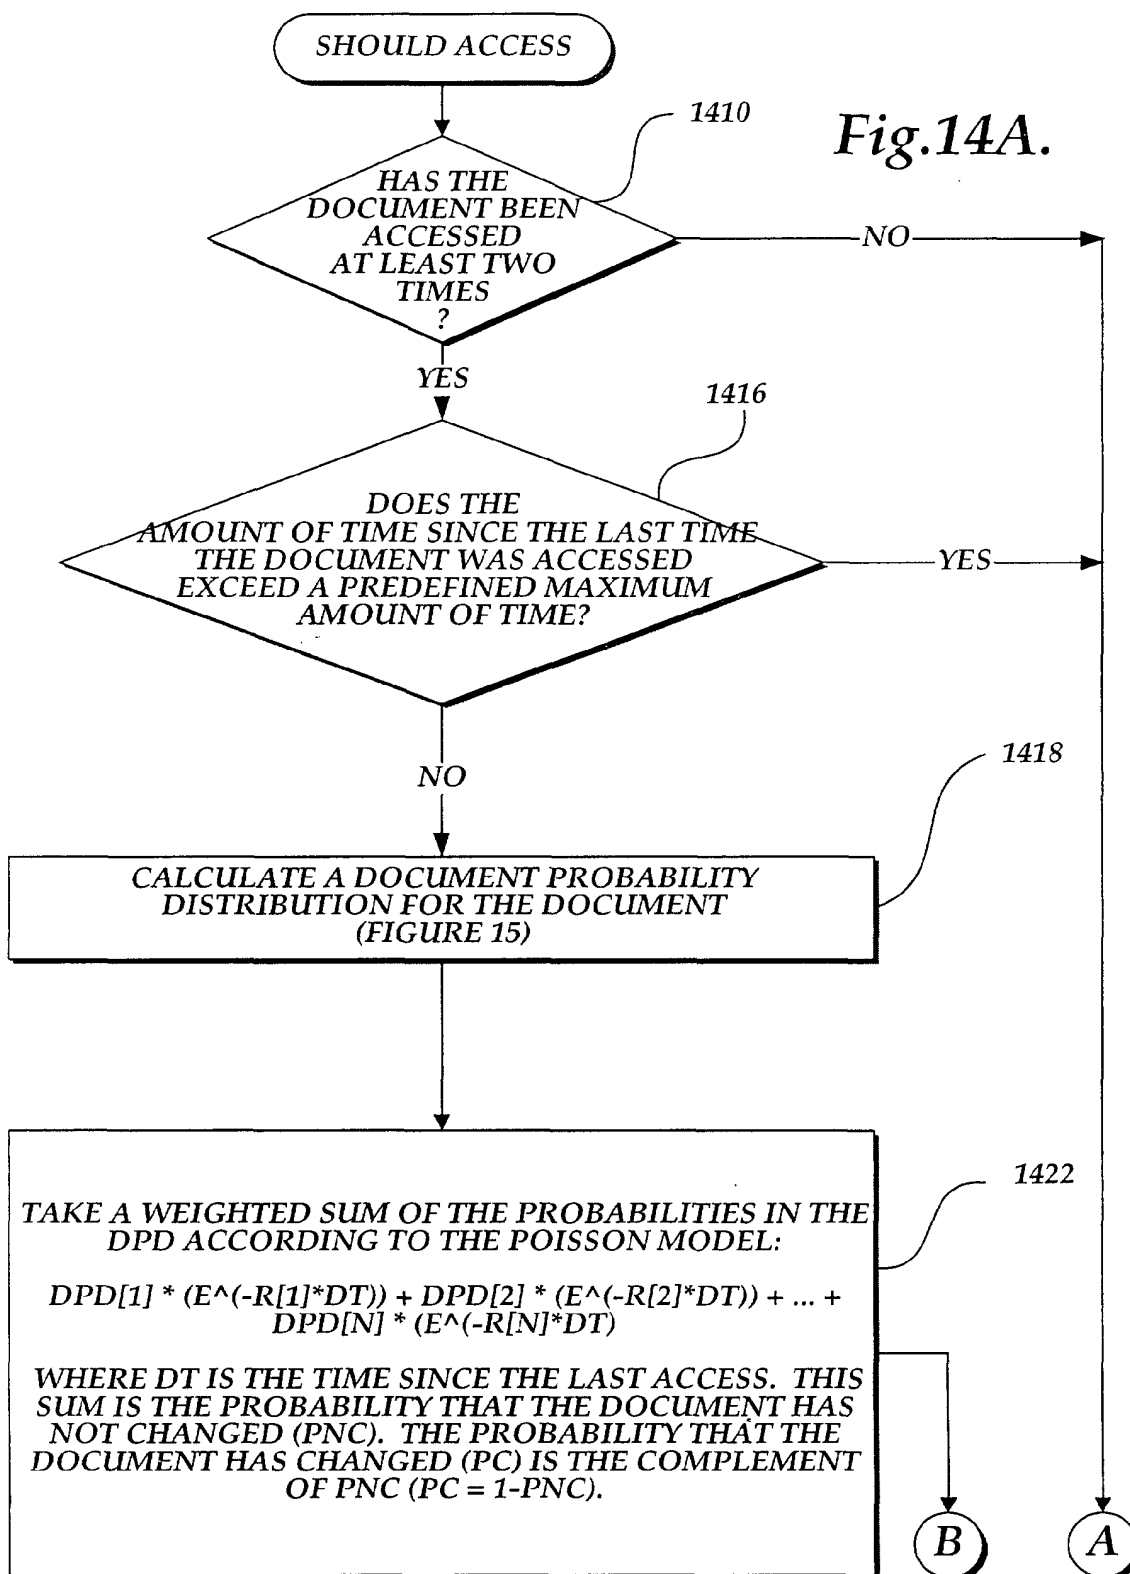 SHOULD ACCESS
1410
Fig.14A.
HAS THE
DOCUMENT BEEN
ACCESSED
AT LEAST TWO
TIMES
?
NO
YES
1416
DOES THE
AMOUNT OF TIME SINCE THE LAST TIME
THE DOCUMENT WAS ACCESSED
EXCEED A PREDEFINED MAXIMUM
AMOUNT OF TIME?
YES
NO
1418
CALCULATE A DOCUMENT PROBABILITY
DISTRIBUTION FOR THE DOCUMENT
(FIGURE 15)
1422
TAKE A WEIGHTED SUM OF THE PROBABILITIES IN THE
DPD ACCORDING TO THE POISSON MODEL:
DPD[1] * (E^(-R[1]*DT)) + DPD[2] * (E^(-R[2]*DT)) + ... +
DPD[N] * (E^(-R[N]*DT)
WHERE DT IS THE TIME SINCE THE LAST ACCESS. THIS
SUM IS THE PROBABILITY THAT THE DOCUMENT HAS
NOT CHANGED (PNC). THE PROBABILITY THAT THE
DOCUMENT HAS CHANGED (PC) IS THE COMPLEMENT
OF PNC (PC = 1-PNC).
B
A